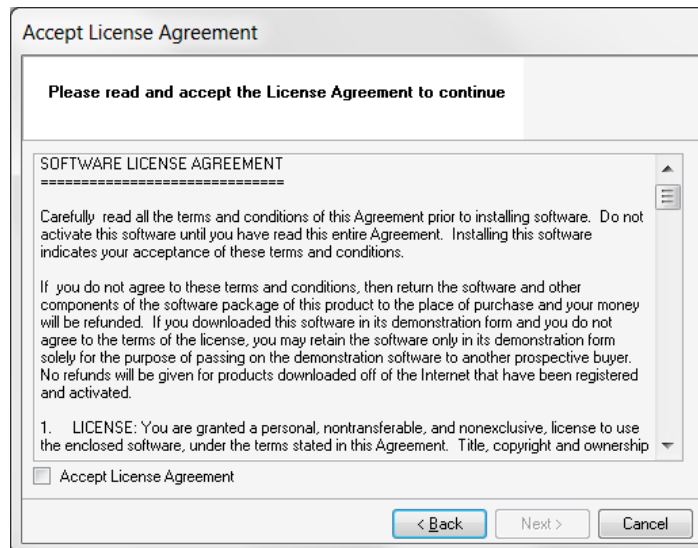 Accept License Agreement
Please read and accept the License Agreement to continue
SOFTWARE LICENSE AGREEMENT
==============================
Carefully  read all the terms and conditions of this Agreement prior to installing software.  Do not
activate this software until you have read this entire Agreement.  Installing this software
indicates your acceptance of these terms and conditions.
If  you do not agree to these terms and conditions, then return the software and other
components of the software package of this product to the place of purchase and your money
will be refunded.  If you downloaded this software in its demonstration form and you do not
agree to the terms of the license, you may retain the software only in its demonstration form
solely for the purpose of passing on the demonstration software to another prospective buyer.
No refunds will be given for products downloaded off of the Internet that have been registered
and activated.
1.    LICENSE: You are granted a personal, nontransferable, and nonexclusive, license to use
the enclosed software, under the terms stated in this Agreement.  Title, copyright and ownership
Accept License Agreement
< Back
Next >
Cancel